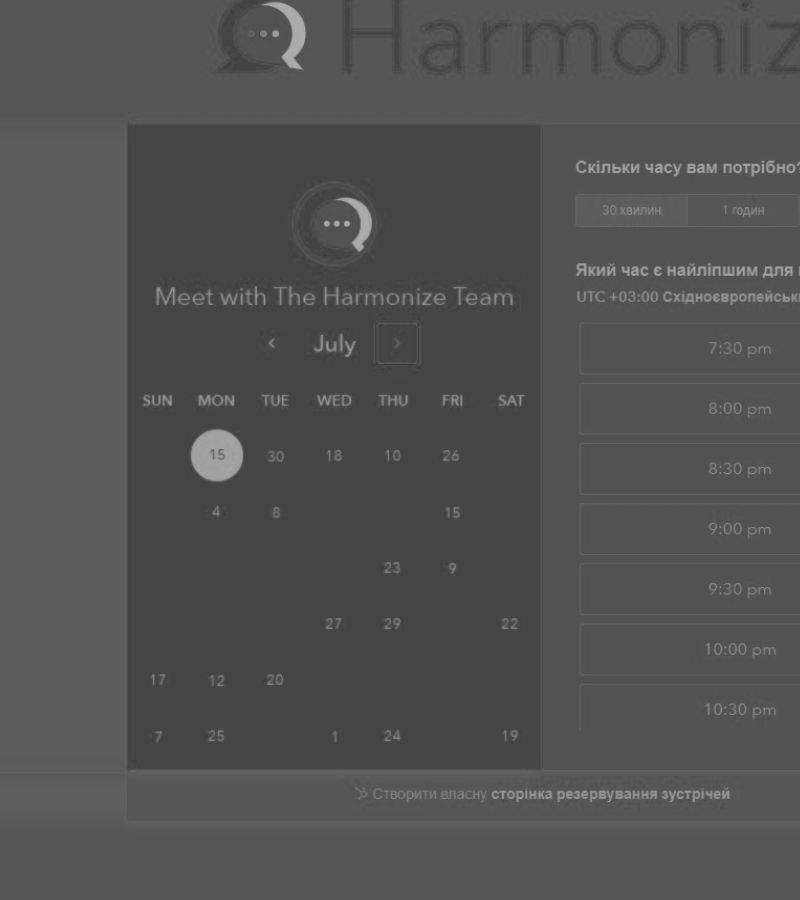 Harmoniz
Meet with The Harmonize Team
July
SUN MON TUE WED THU FRI SAT
15 30 18 10 26
4 8 15
23 9
27 29 22
17 12 20
7 25 1 24 19
Скільки часу вам потрібно?
30 хвилин 1 годин
Який час є найліпшим для
UTC +03:00 Східноєвропейськ
7:30 pm
8:00 pm
8:30 pm
9:00 pm
9:30 pm
10:00 pm
10:30 pm
Створити власну сторінка резервування зустрічей